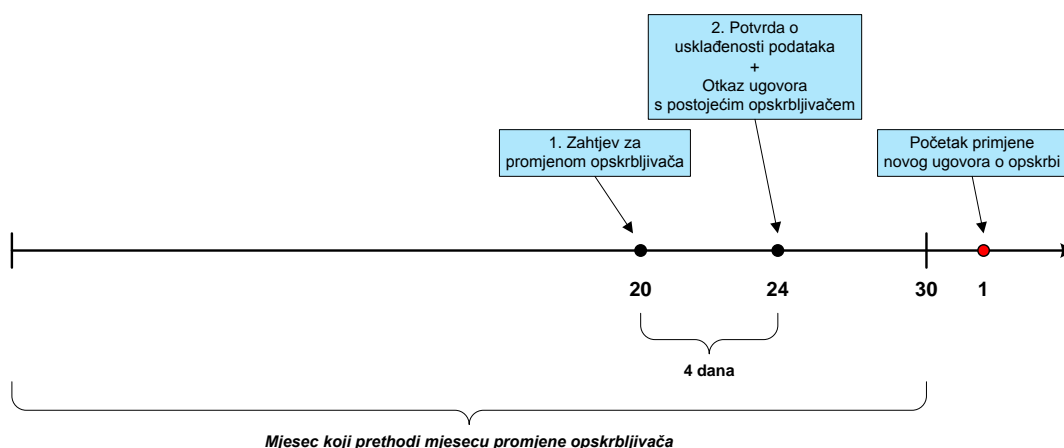 2. Potvrda o
usklađenosti podataka
+
Otkaz ugovora
s postojećim opskrbljivačem
1. Zahtjev za
promjenom opskrbljivača
Početak primjene
novog ugovora o opskrbi
20
24
30
1
4 dana
Mjesec koji prethodi mjesecu promjene opskrbljivača